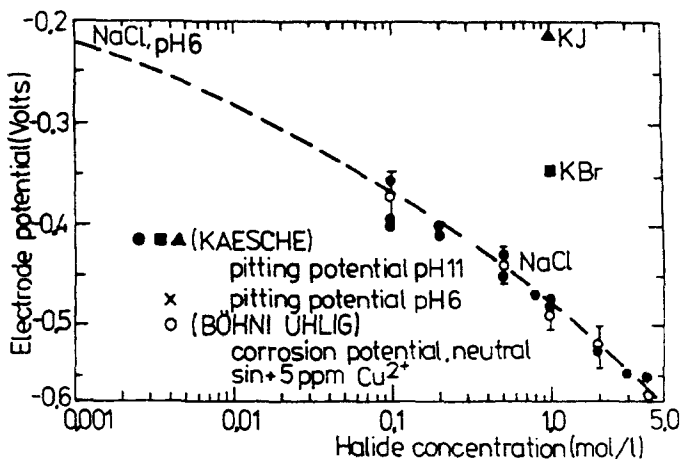 -0,2
NaCl, pH6
KJ
-0,3
KBr
-0,4
(KAESCHE)
pitting potential pH11
NaCl
pitting potential pH6
-0,5
(BÖHNI UHLIG)
corrosion potential, neutral
sin+5ppm Cu2+
-0,6
0,001
0,01
0,1
1,0
5,0
Halide concentration (mol/l)
Electrode potential (Volts)